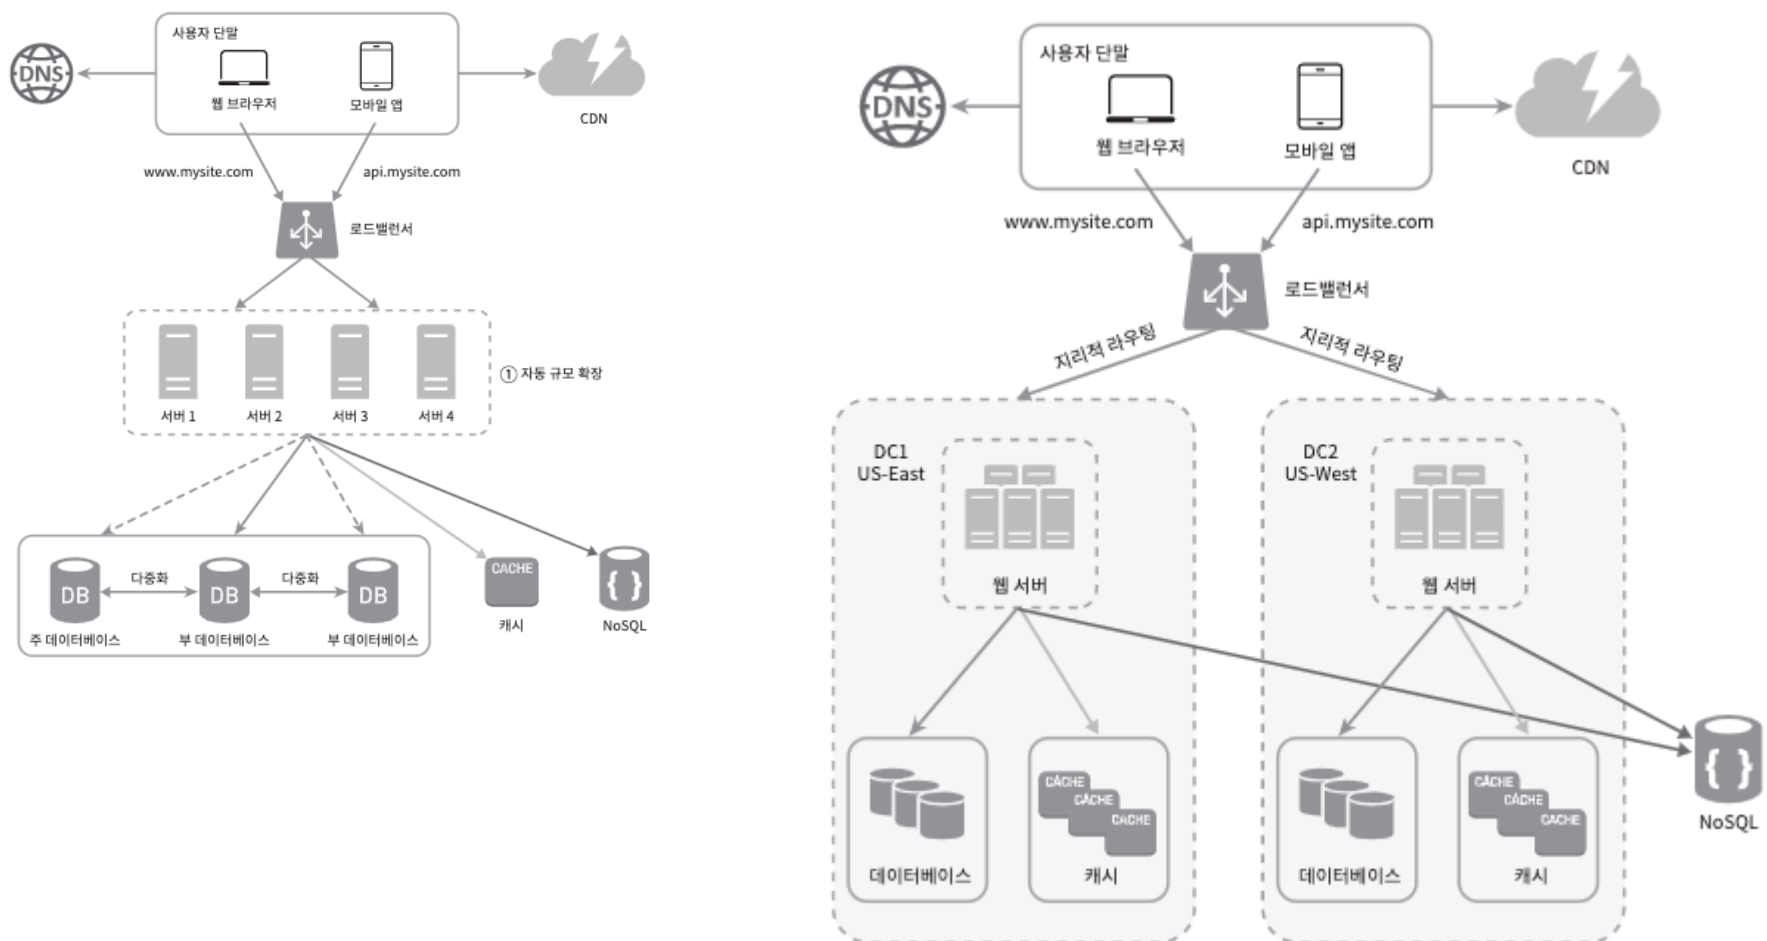 사용자 단말
DNS
웹 브라우저
모바일 앱
CDN
www.mysite.com
api.mysite.com
로드밸런서
서버 1
서버 2
서버 3
서버 4
① 자동 규모 확장
DB
다중화
DB
다중화
DB
주 데이터베이스
부 데이터베이스
부 데이터베이스
CACHE
캐시
{ }
NoSQL
사용자 단말
DNS
웹 브라우저
모바일 앱
CDN
www.mysite.com
api.mysite.com
로드밸런서
지리적 라우팅
지리적 라우팅
DC1
US-East
웹 서버
DC2
US-West
웹 서버
데이터베이스
CACHE
CACHE
CACHE
캐시
데이터베이스
CACHE
CACHE
CACHE
캐시
{ }
NoSQL